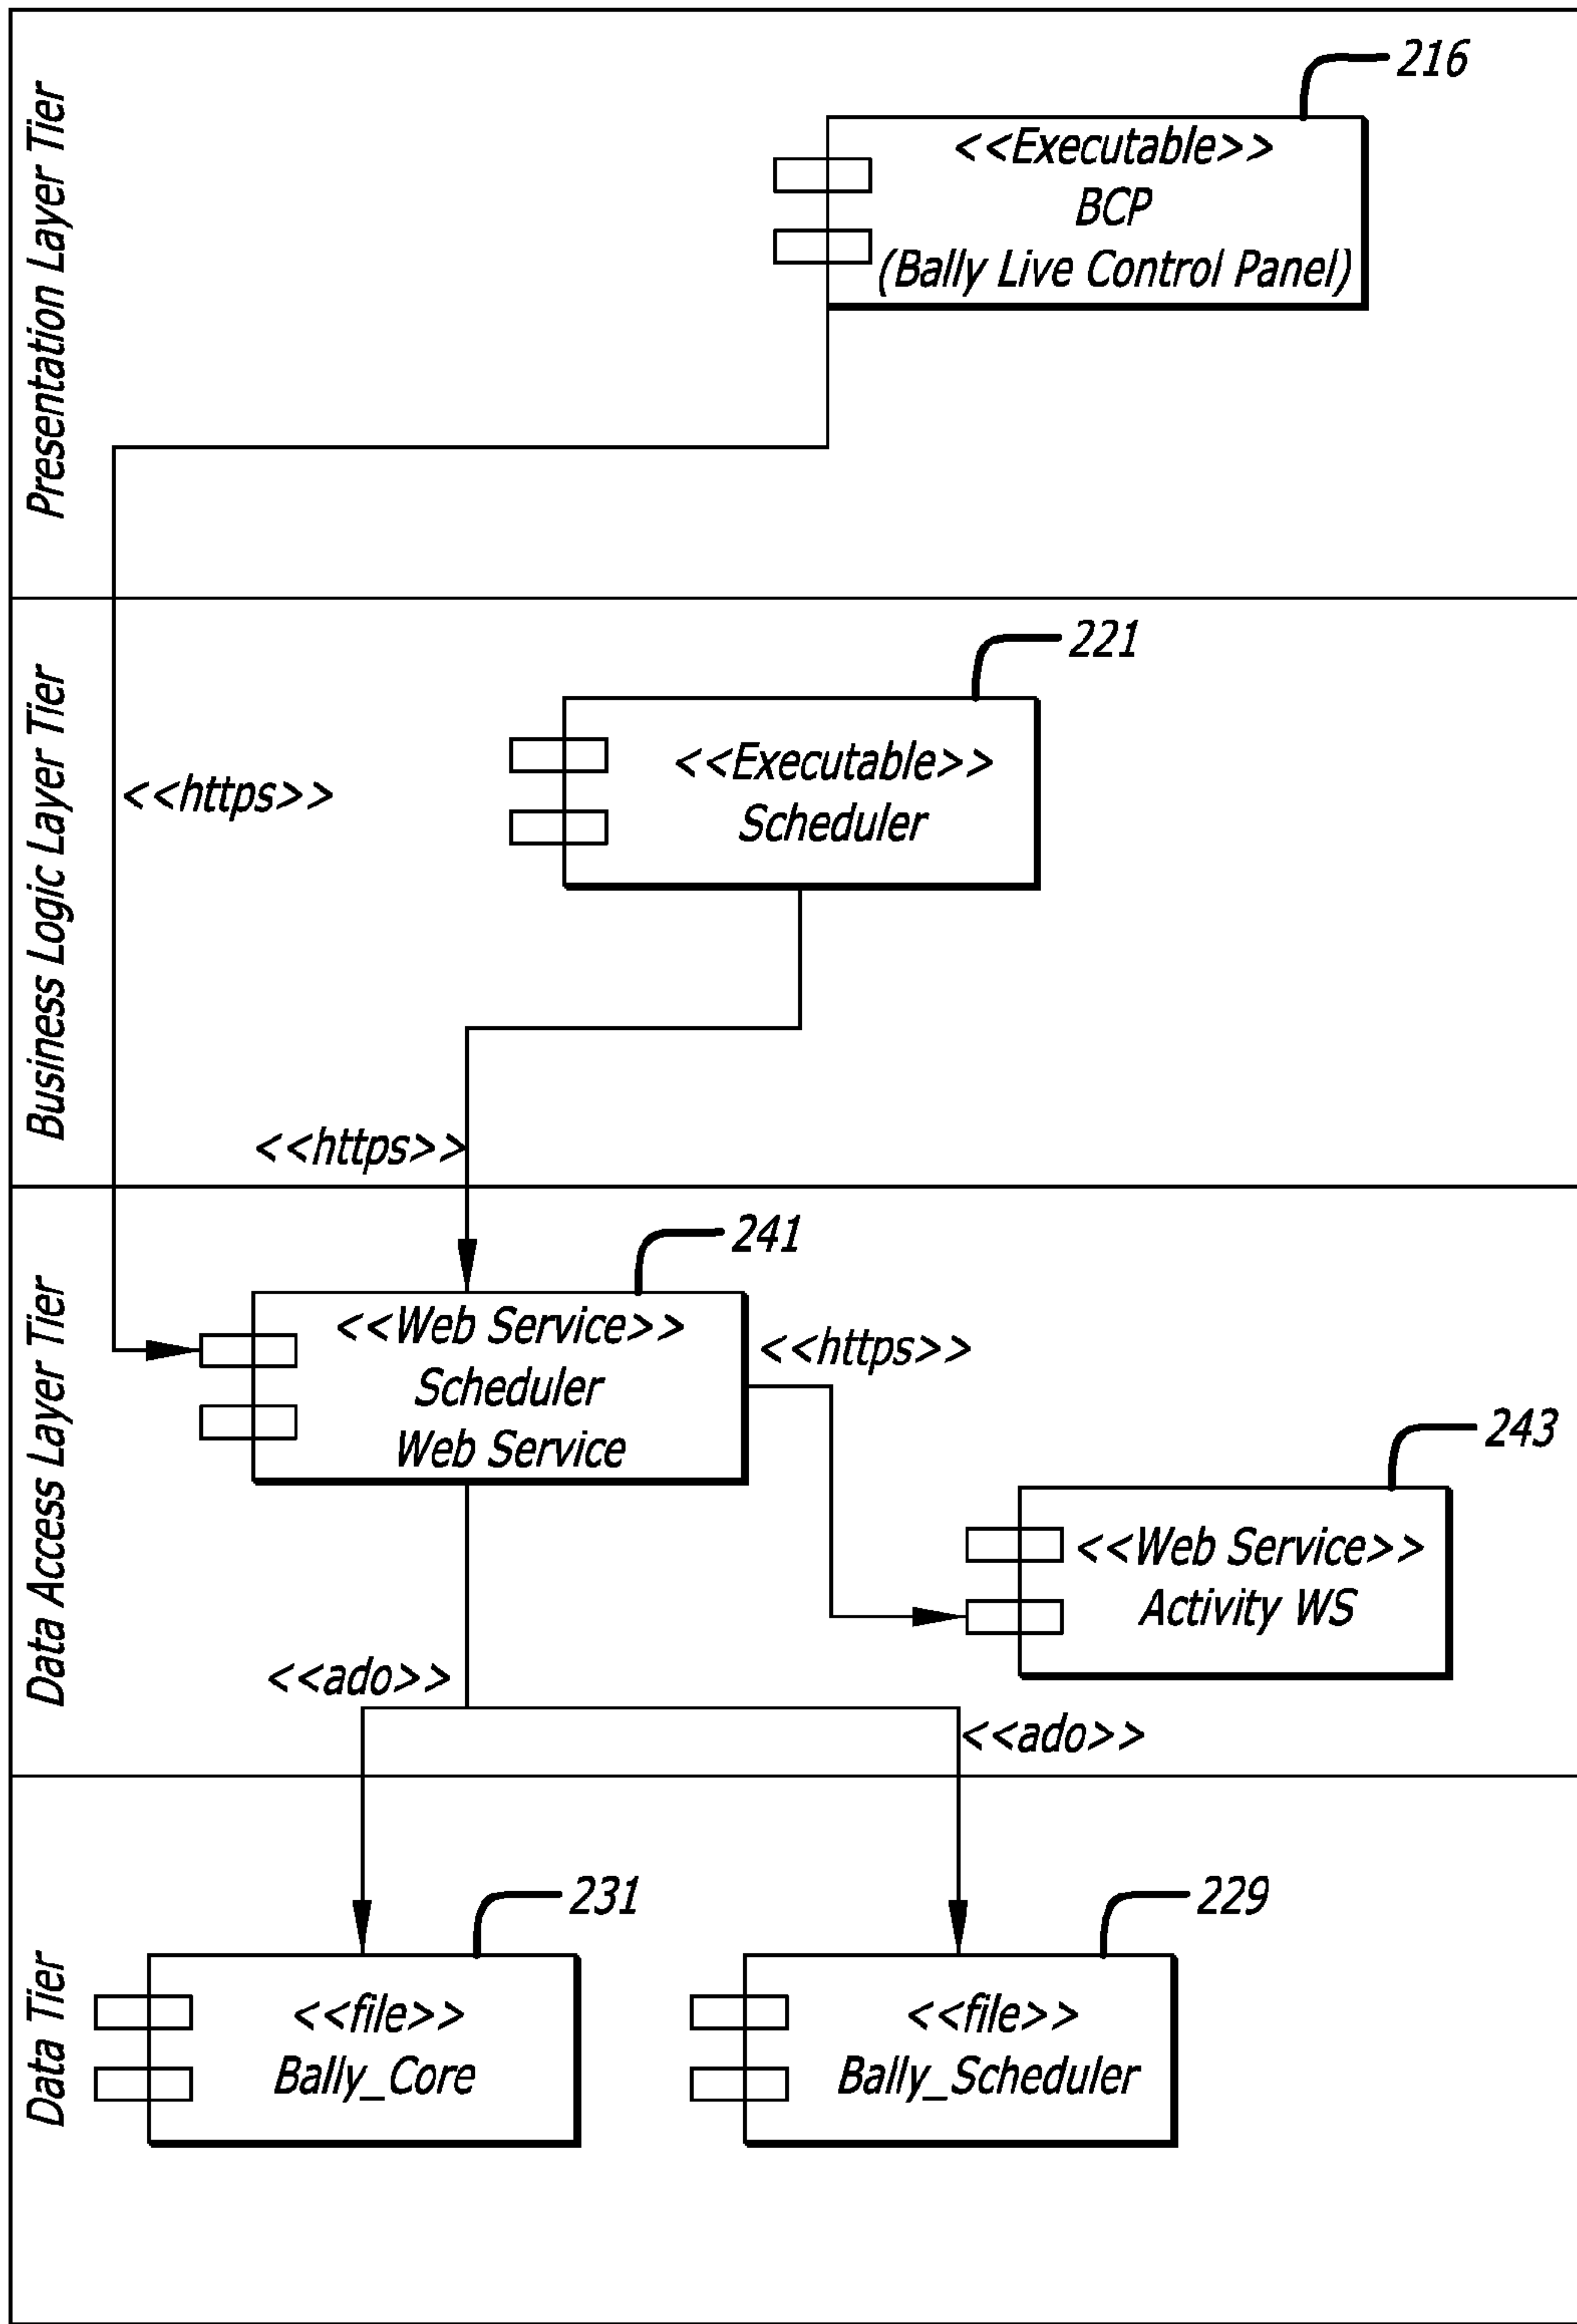 Presentation Layer Tier
216
<<Executable>>
BCP
(Bally Live Control Panel)
Business Logic Layer Tier
221
<<Executable>>
Scheduler
<<https>>
<<https>>
Data Access Layer Tier
241
<<Web Service>>
Scheduler
Web Service
<<https>>
243
<<Web Service>>
Activity WS
<<ado>>
<<ado>>
Data Tier
231
<<file>>
Bally_Core
229
<<file>>
Bally_Scheduler